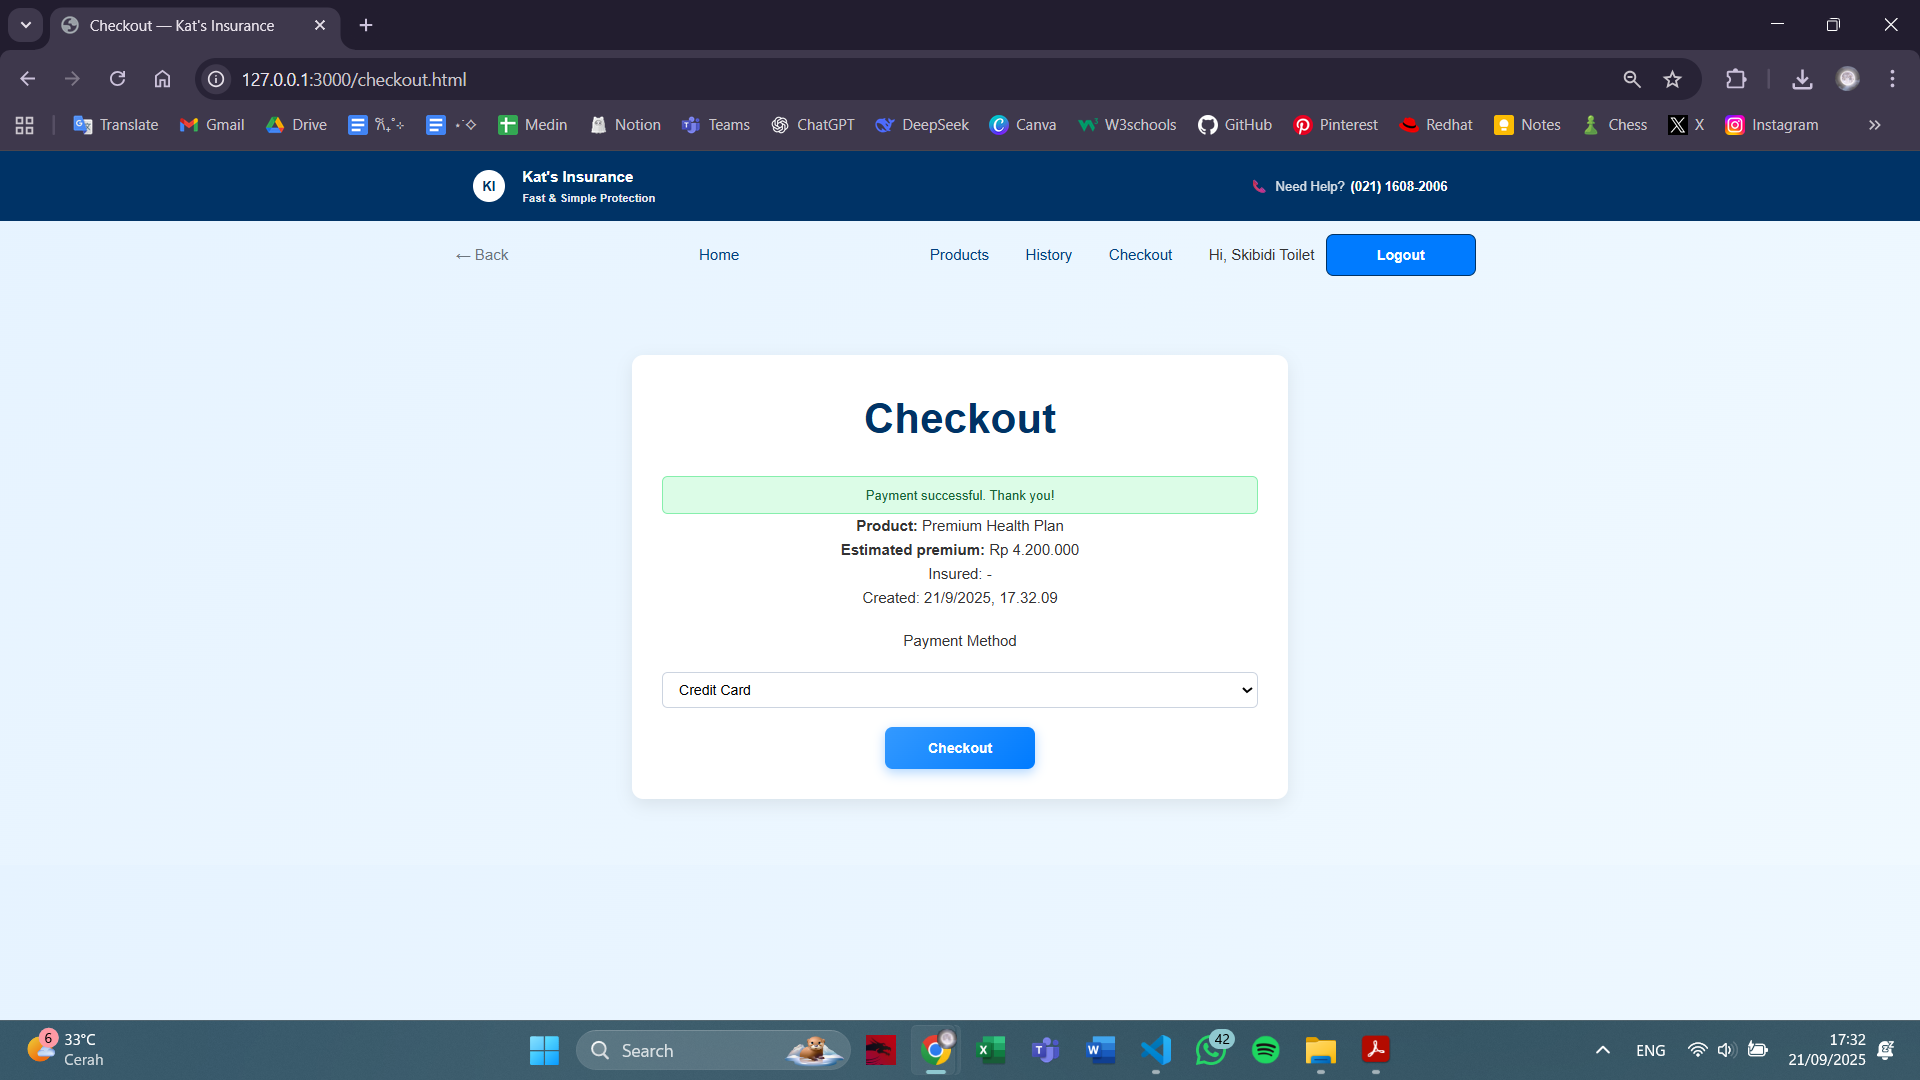 Checkout — Kat's Insurance
127.0.0.1:3000/checkout.html
Translate
Gmail
Drive
Medin
Notion
Teams
ChatGPT
DeepSeek
Canva
W3schools
GitHub
Pinterest
Redhat
Notes
Chess
X
Instagram
KI
Kat's Insurance
Fast & Simple Protection
Need Help? (021) 1608-2006
← Back
Home
Products
History
Checkout
Hi, Skibidi Toilet
Logout
Checkout
Payment successful. Thank you!
Product: Premium Health Plan
Estimated premium: Rp 4.200.000
Insured: -
Created: 21/9/2025, 17.32.09
Payment Method
Credit Card
Checkout
6
33°C
Cerah
Search
42
ENG
17:32
21/09/2025